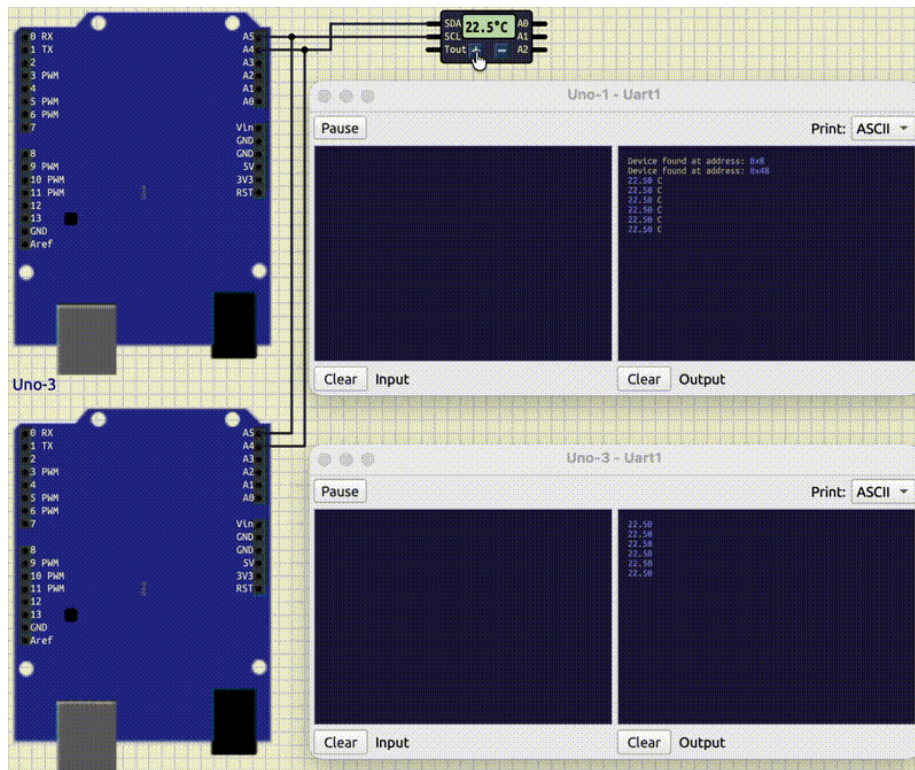 0 RX
1 TX
2
3 PWM
4
5 PWM
6 PWM
7
8
9 PWM
10 PWM
11 PWM
12
13
GND
Aref
A5
A4
A3
A2
A1
A0
Vin
GND
GND
5V
3V3
RST
Uno
SDA 22.5°C A0
SCL A1
Tout + - A2
Uno-1 - Uart1
Pause Print: ASCII
Device found at address: 0x8
Device found at address: 0x48
22.50 C
22.50 C
22.50 C
22.50 C
22.50 C
22.50 C
Clear Input Clear Output
Uno-3
0 RX
1 TX
2
3 PWM
4
5 PWM
6 PWM
7
8
9 PWM
10 PWM
11 PWM
12
13
GND
Aref
A5
A4
A3
A2
A1
A0
Vin
GND
GND
5V
3V3
RST
Uno
Uno-3 - Uart1
Pause Print: ASCII
22.50
22.50
22.50
22.50
22.50
22.50
Clear Input Clear Output